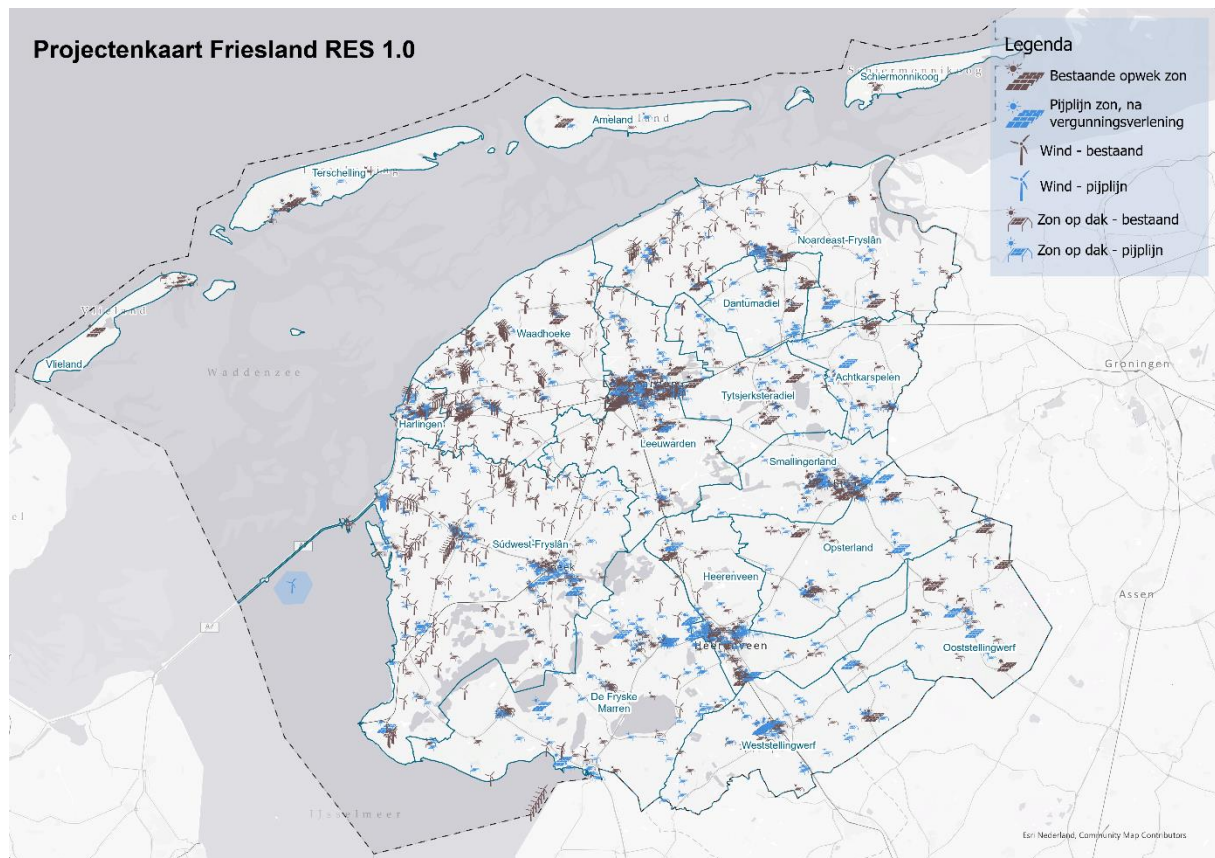 Projectenkaart Friesland RES 1.0
Legenda
Bestaande opwek zon
Pijplijn zon, na
vergunningsverlening
Wind - bestaand
Wind - pijplijn
Zon op dak - bestaand
Zon op dak - pijplijn
Schiermonnikoog
Ameland
Terschelling
Vlieland
Vlieland
Waddenzee
Noardeast-Fryslân
Dantumadiel
Waadhoeke
Groningen
Achtkarspelen
Tytsjerksteradiel
Harlingen
Leeuwarden
Smallingerland
Súdwest-Fryslân
Opsterland
Heerenveen
Assen
A7
Heerenveen
Ooststellingwerf
De Fryske
Marren
Weststellingwerf
IJsselmeer
Esri Nederland, Community Map Contributors